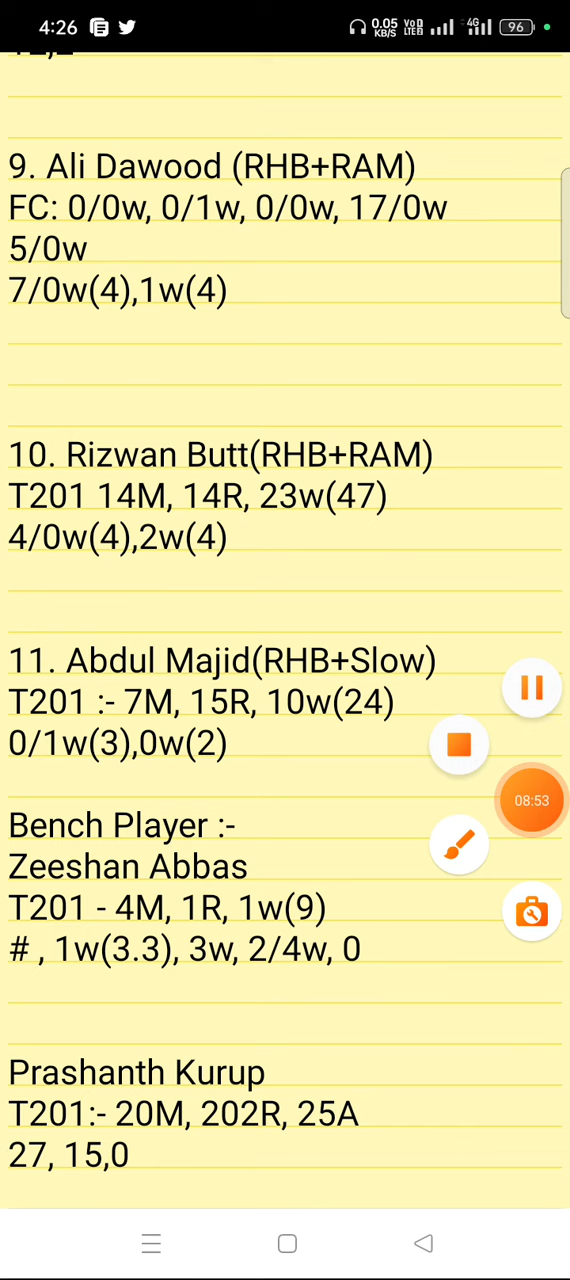 4:26 0.05 KB/S VoD LTE2 4G 96
9. Ali Dawood (RHB+RAM)
FC: 0/0w, 0/1w, 0/0w, 17/0w
5/0w
7/0w(4),1w(4)
10. Rizwan Butt(RHB+RAM)
T201 14M, 14R, 23w(47)
4/0w(4),2w(4)
11. Abdul Majid(RHB+Slow)
T201 :- 7M, 15R, 10w(24)
0/1w(3),0w(2)
08:53
Bench Player :-
Zeeshan Abbas
T201 - 4M, 1R, 1w(9)
# , 1w(3.3), 3w, 2/4w, 0
Prashanth Kurup
T201:- 20M, 202R, 25A
27, 15,0